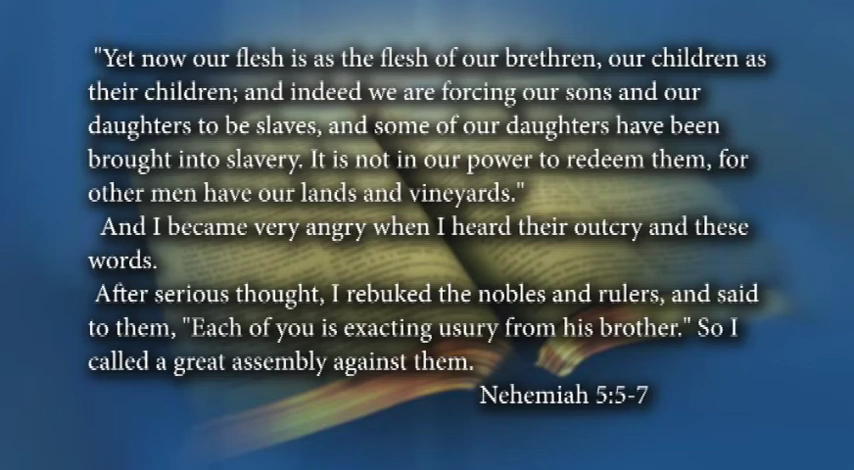 "Yet now our flesh is as the flesh of our brethren, our children as
their children; and indeed we are forcing our sons and our
daughters to be slaves, and some of our daughters have been
brought into slavery. It is not in our power to redeem them, for
other men have our lands and vineyards."
And I became very angry when I heard their outcry and these
words.
After serious thought, I rebuked the nobles and rulers, and said
to them, "Each of you is exacting usury from his brother." So I
called a great assembly against them.
Nehemiah 5:5-7